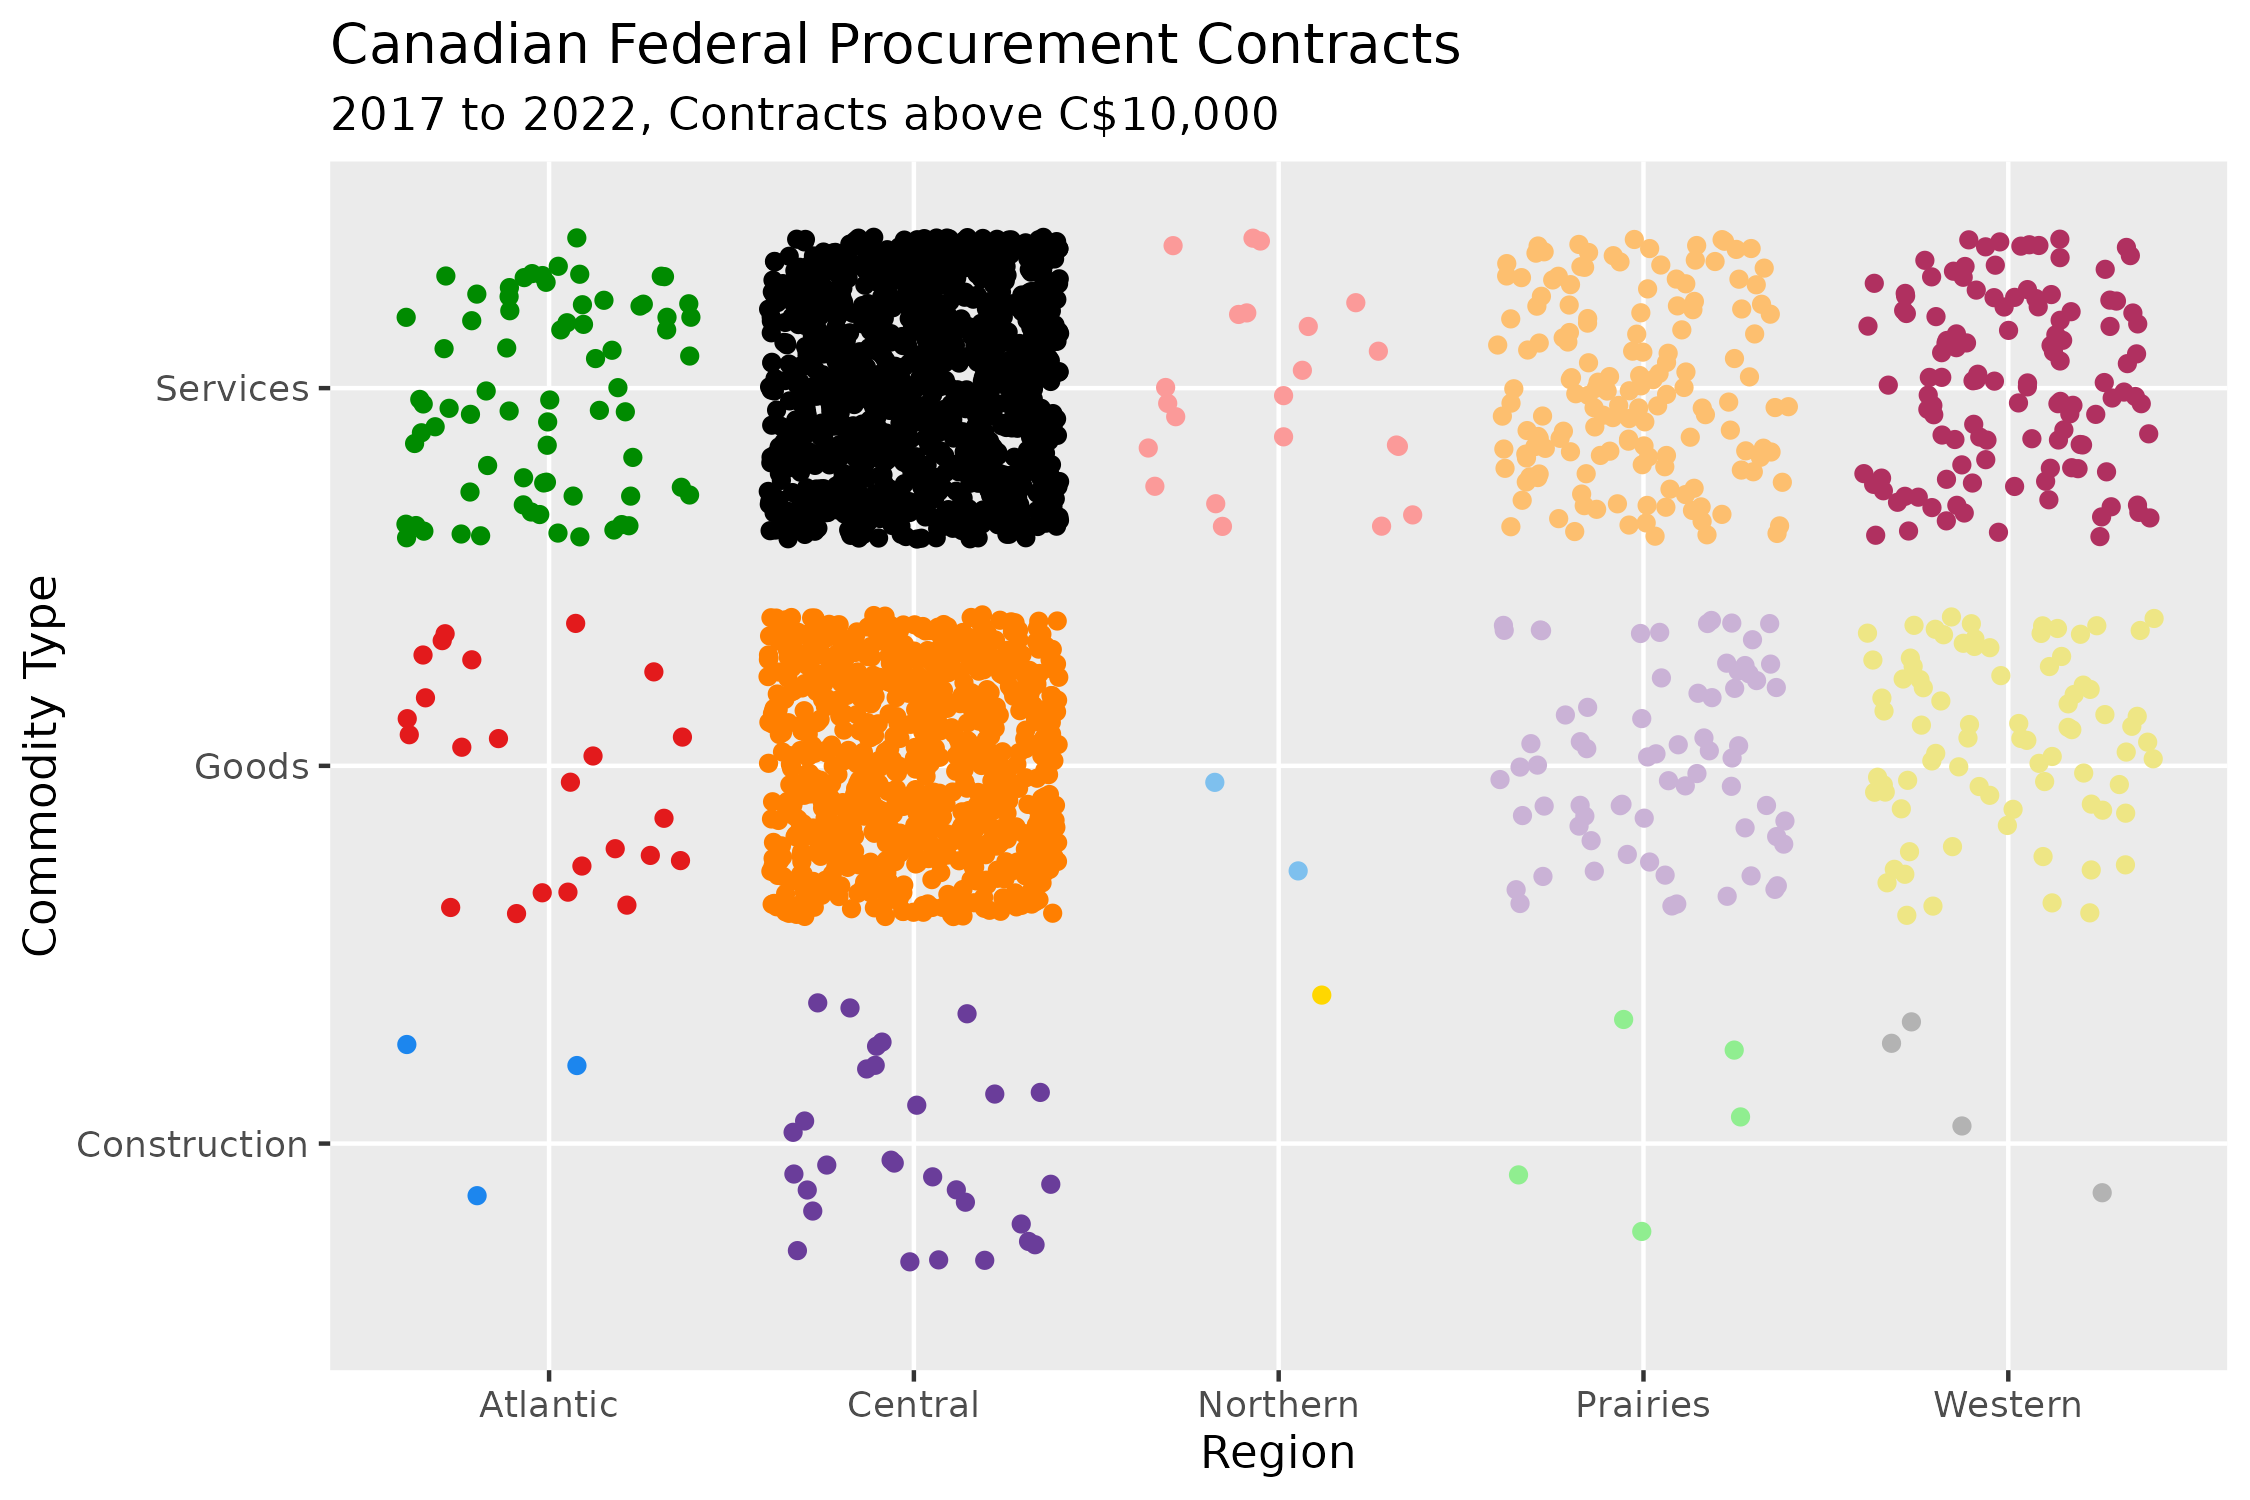 Canadian Federal Procurement Contracts
2017 to 2022, Contracts above C$10,000
Commodity Type
Services
Goods
Construction
Atlantic
Central
Northern
Prairies
Western
Region